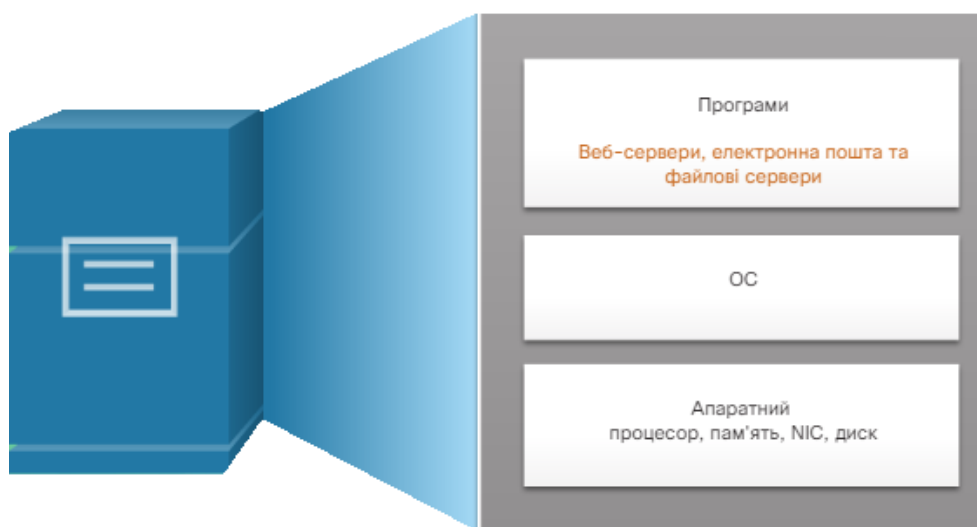 Програми
Веб-сервери, електронна пошта та
файлові сервери
ОС
Апаратний
процесор, пам'ять, NIC, диск